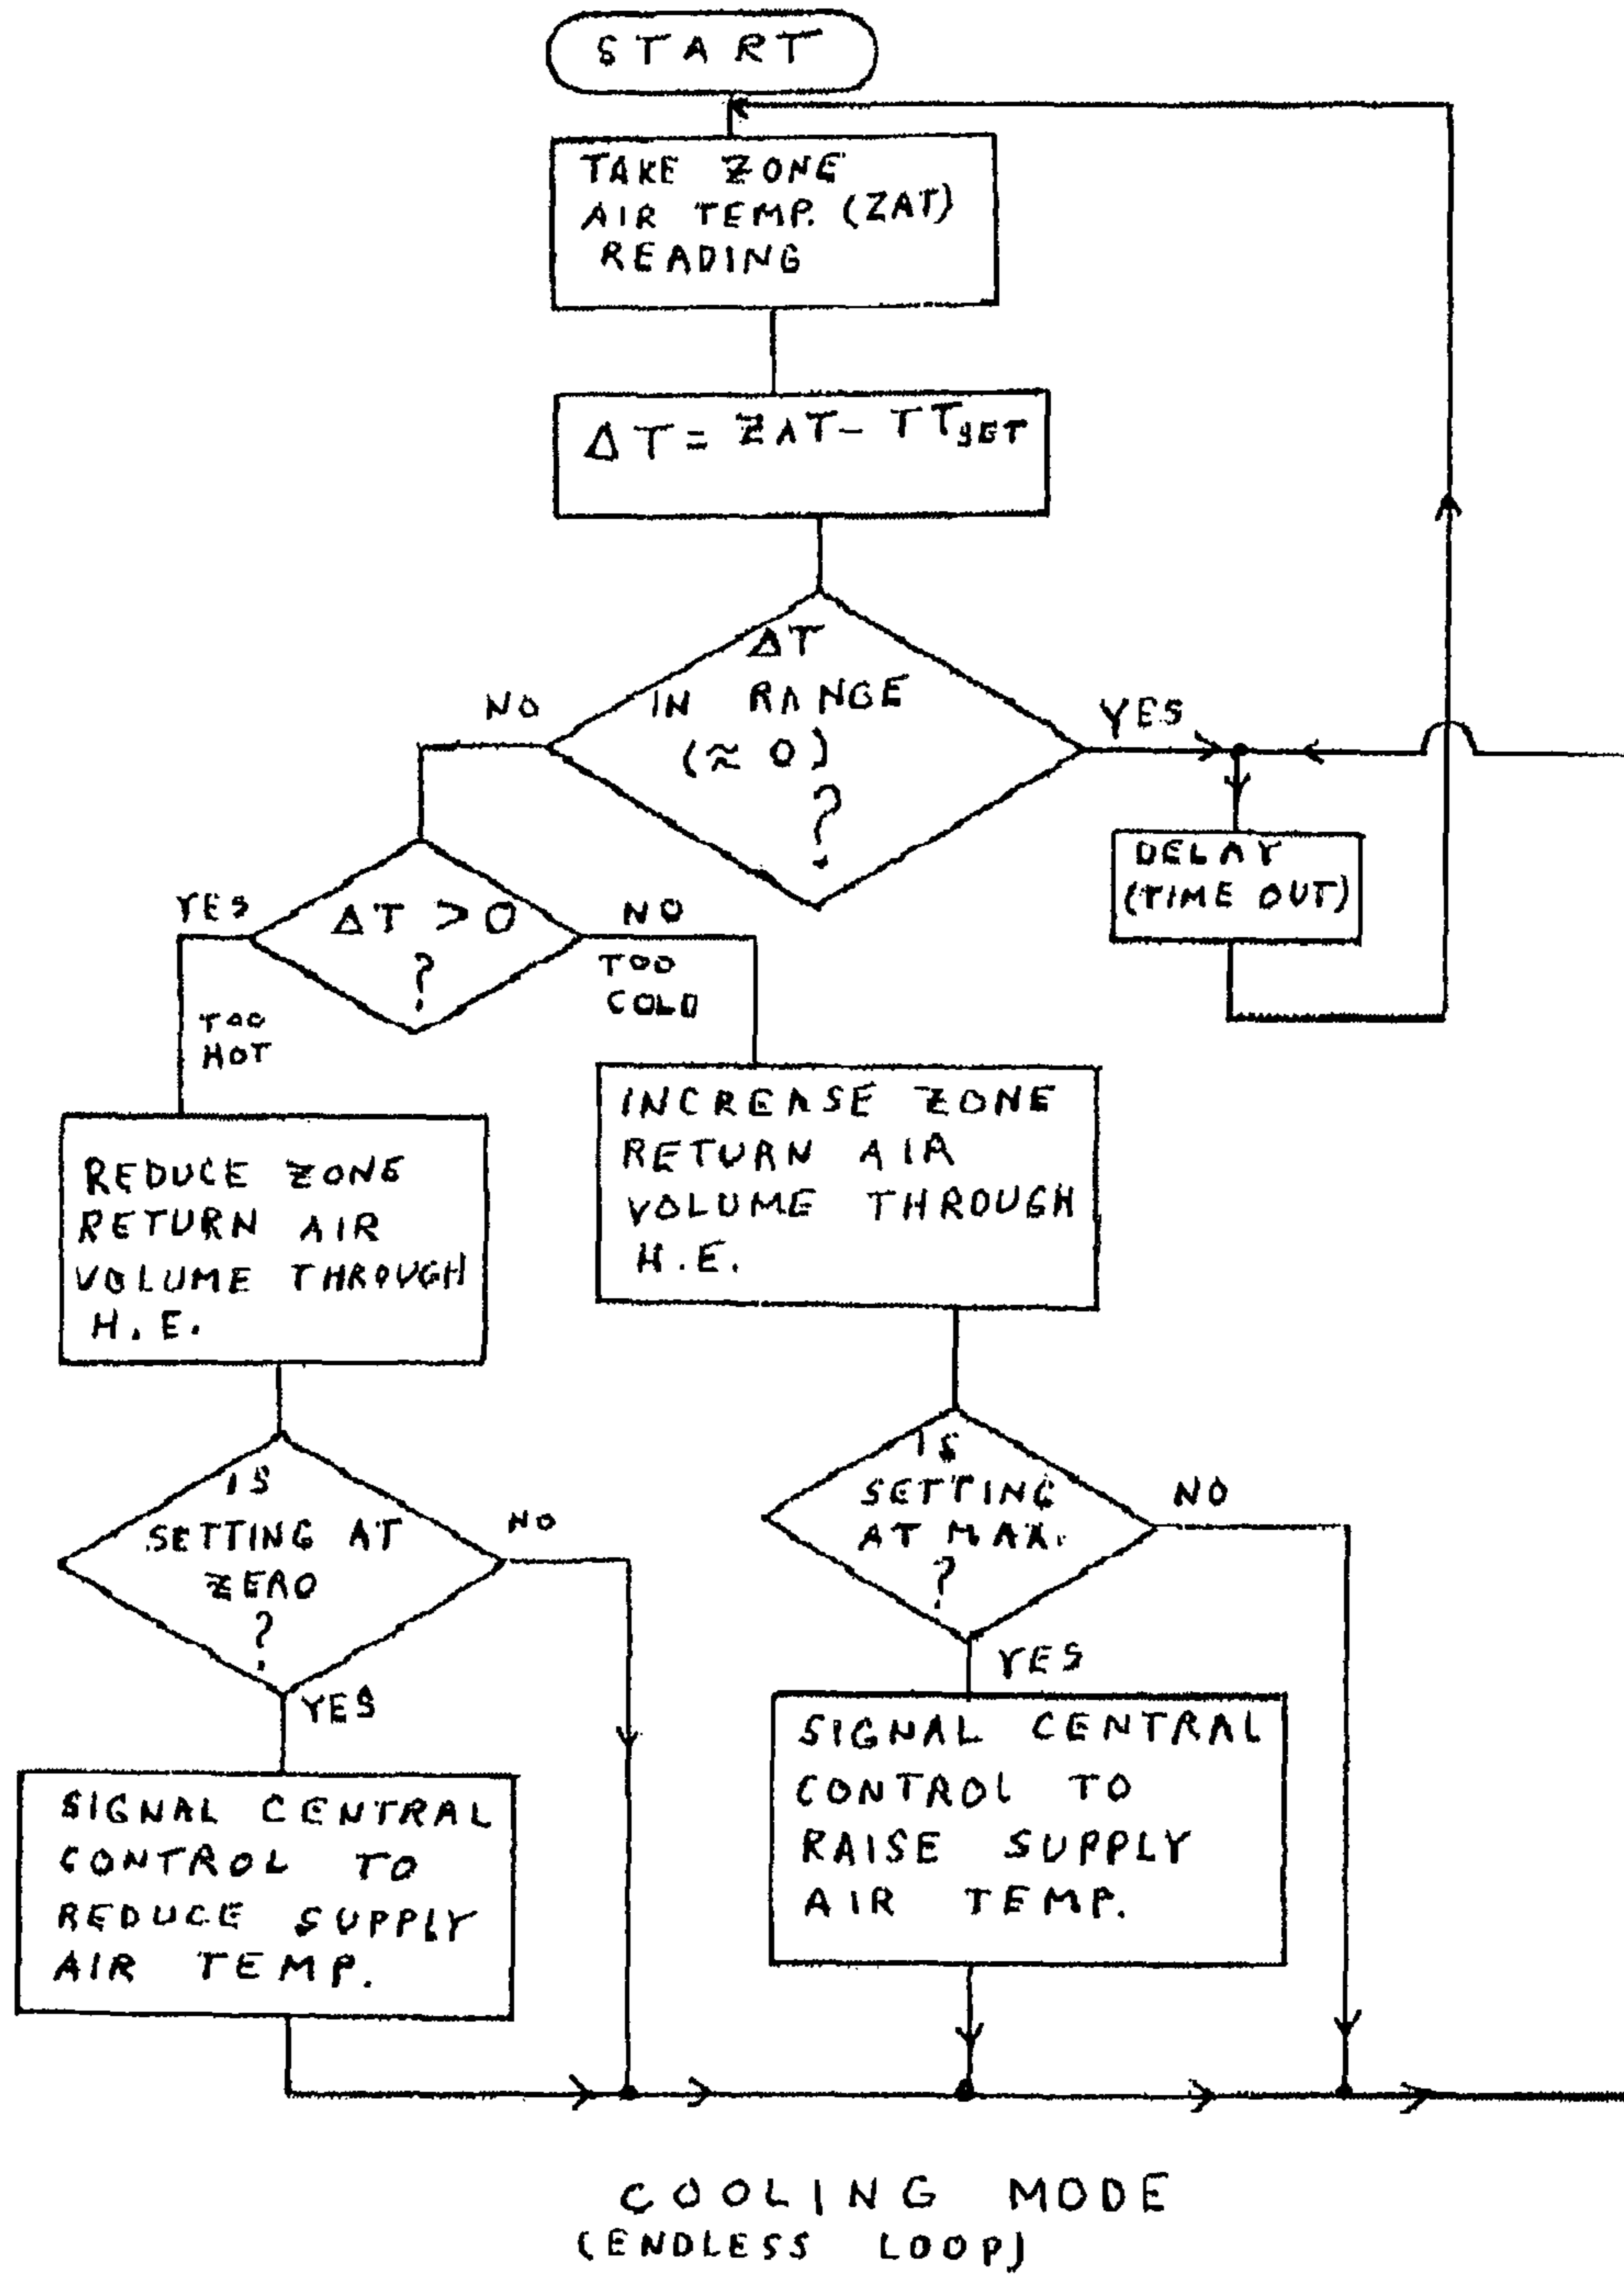 START
TAKE ZONE
AIR TEMP. (ZAT)
READING
ΔT = ZAT - TTSET
ΔT
IN RANGE
(≈ 0)
?
NO
YES
DELAY
(TIME OUT)
ΔT > 0
?
YES
NO
TOO
COLD
TOO
HOT
REDUCE ZONE
RETURN AIR
VOLUME THROUGH
H.E.
INCREASE ZONE
RETURN AIR
VOLUME THROUGH
H.E.
IS
SETTING AT
ZERO
?
NO
YES
IS
SETTING
AT MAX.
?
NO
YES
SIGNAL CENTRAL
CONTROL TO
REDUCE SUPPLY
AIR TEMP.
SIGNAL CENTRAL
CONTROL TO
RAISE SUPPLY
AIR TEMP.
COOLING MODE
(ENDLESS LOOP)